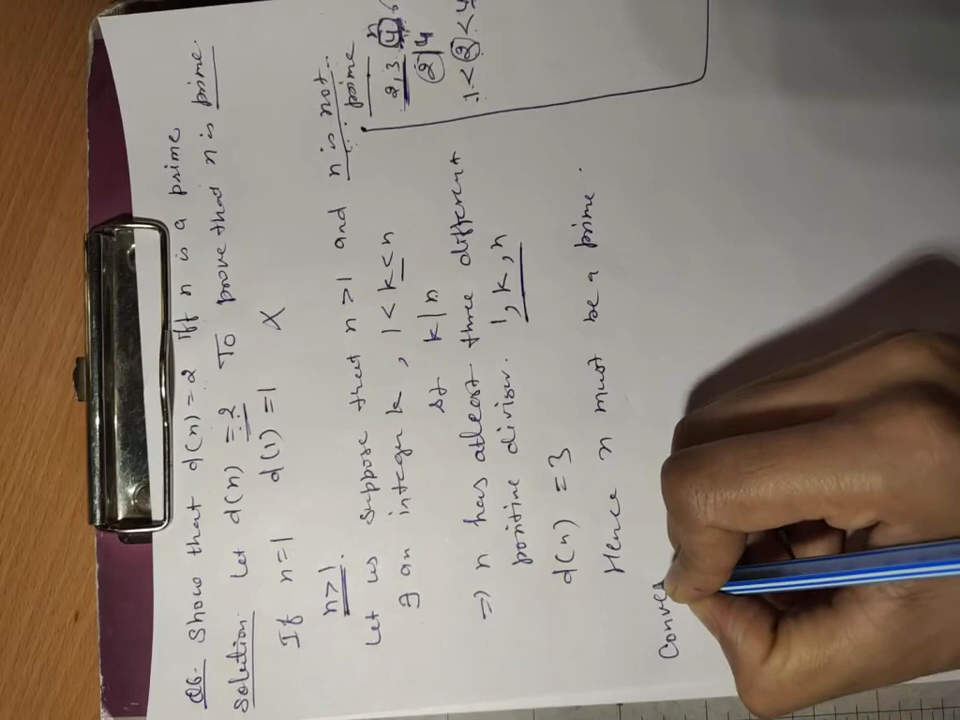 Q6- Show that d(n) = 2 iff n is a prime
Solution: Let d(n) = 2 To prove that n is prime
If n=1 d(1) = 1 X
n>1.
Let us suppose that n>1 and n is not prime
∃ an integer k, 1<k<n
st k|n
=) n has atleast three different
positive divisor. 1, k, n
d(n) = 3
Hence n must be a prime.
Conve
n
2,3 4
2|4
1<2<4